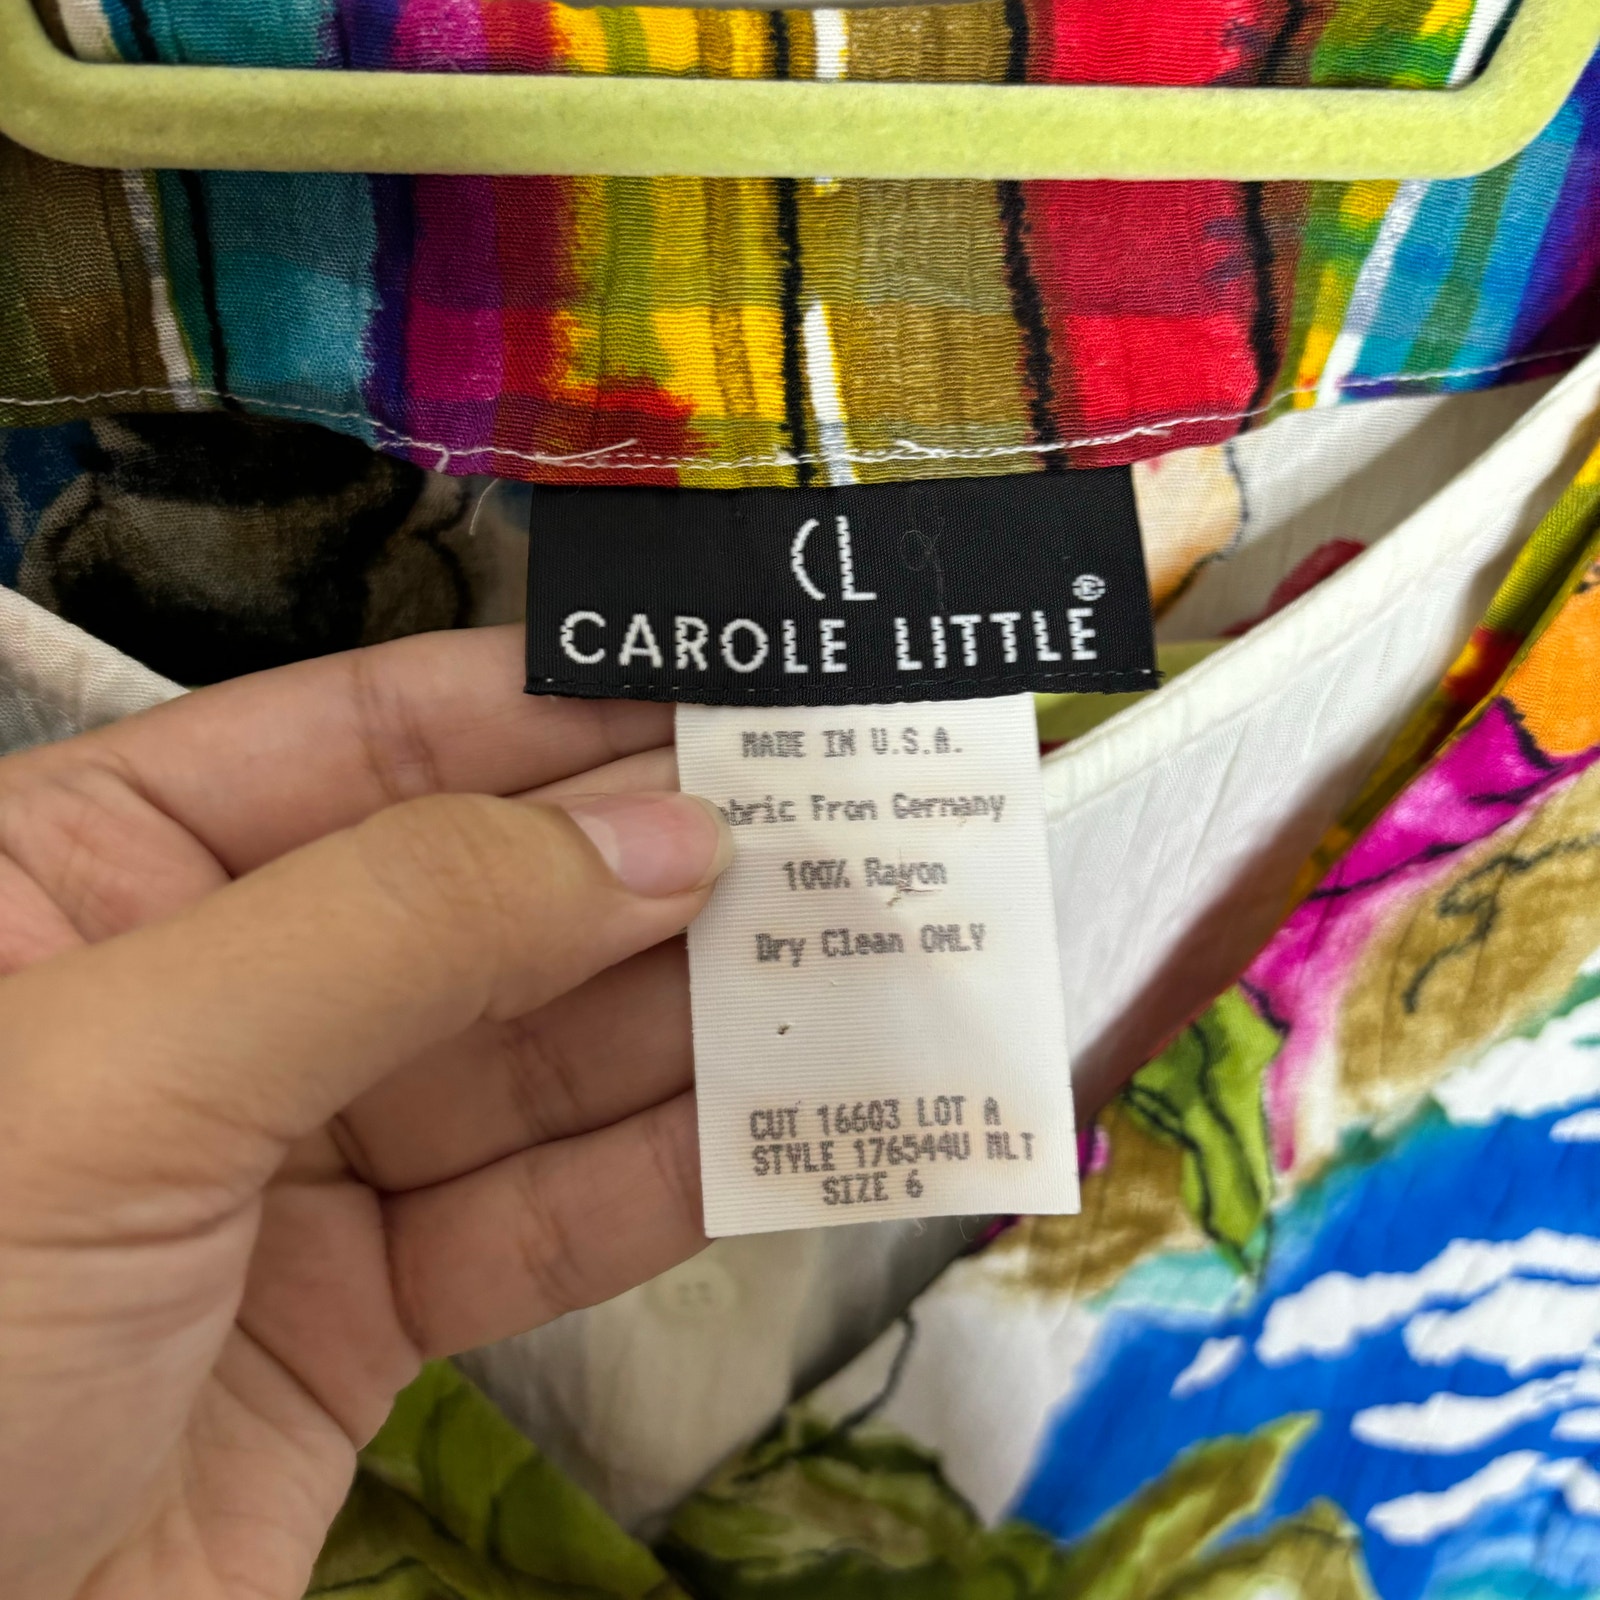 CL
CAROLE LITTLE®
MADE IN U.S.A.
abric From Germany
100% Rayon
Dry Clean ONLY
CUT 16603 LOT A
STYLE 176544U MLT
SIZE 6